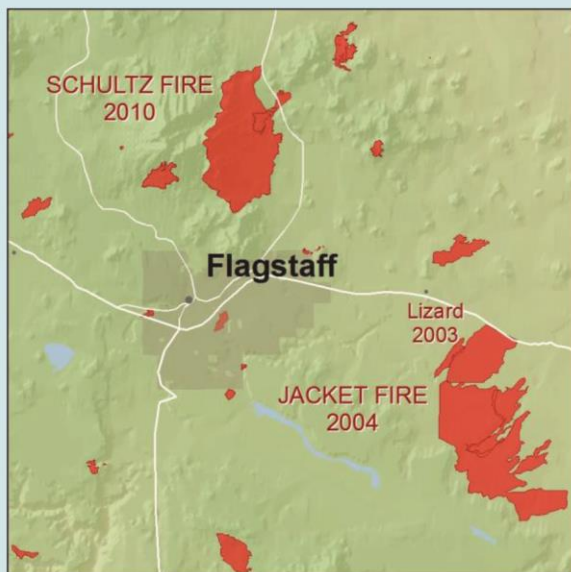 SCHULTZ FIRE
2010
Flagstaff
Lizard
2003
JACKET FIRE
2004